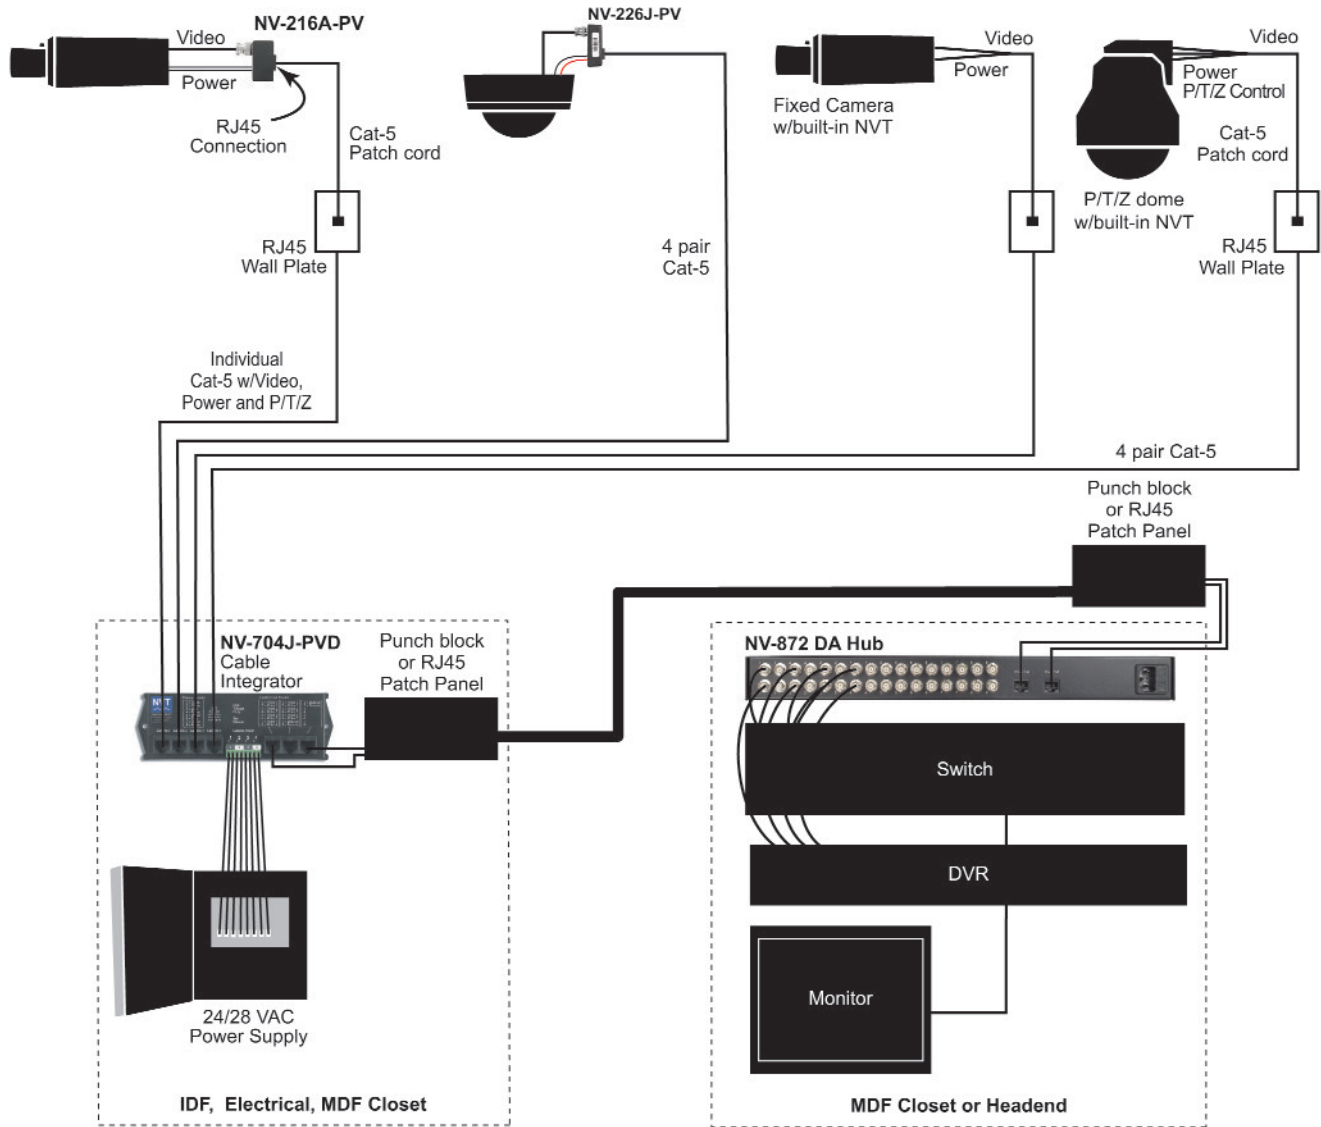 NV-216A-PV
NV-226J-PV
Video
Power
RJ45
Connection
Cat-5
Patch cord
RJ45
Wall Plate
4 pair
Cat-5
Video
Power
Fixed Camera
w/built-in NVT
Video
Power
P/T/Z Control
Cat-5
Patch cord
P/T/Z dome
w/built-in NVT
RJ45
Wall Plate
Individual
Cat-5 w/Video,
Power and P/T/Z
4 pair Cat-5
Punch block
or RJ45
Patch Panel
NV-704J-PVD
Cable
Integrator
Punch block
or RJ45
Patch Panel
NVT
24/28 VAC
Power Supply
IDF, Electrical, MDF Closet
NV-872 DA Hub
Switch
DVR
Monitor
MDF Closet or Headend